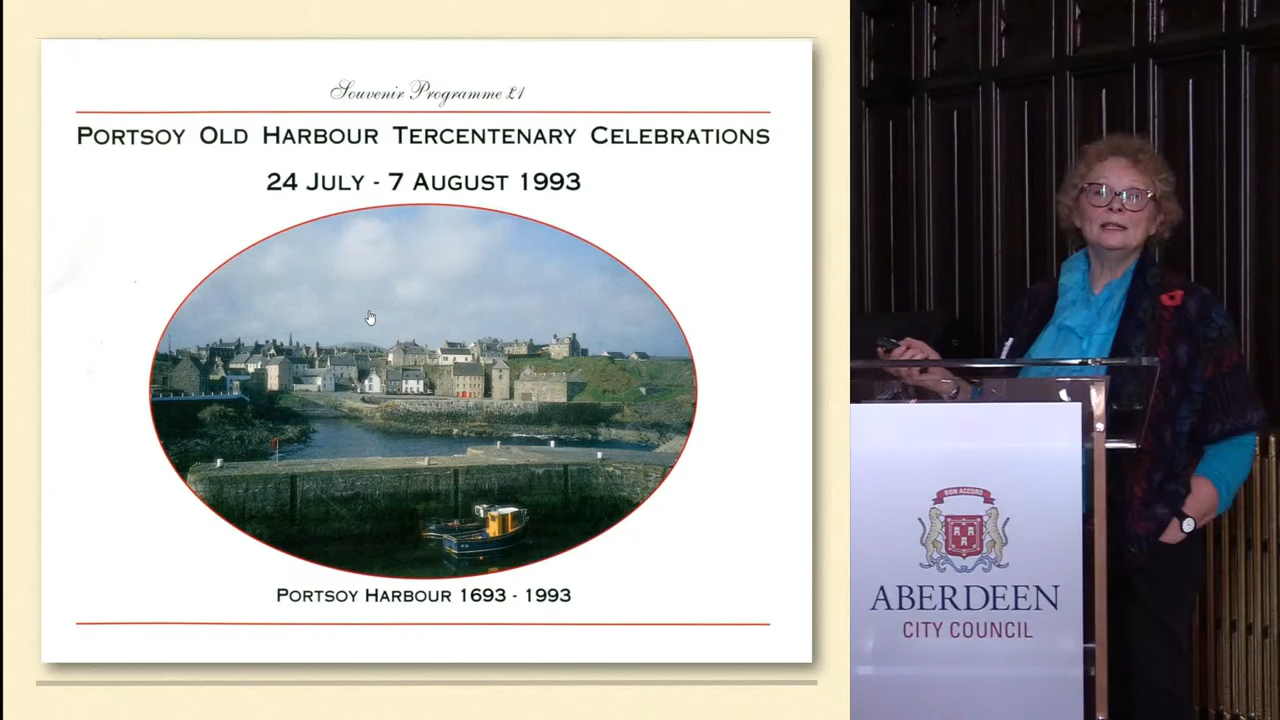 Souvenir Programme £1
PORTSOY OLD HARBOUR TERCENTENARY CELEBRATIONS
24 JULY - 7 AUGUST 1993
PORTSOY HARBOUR 1693 - 1993
BON ACCORD
ABERDEEN
CITY COUNCIL